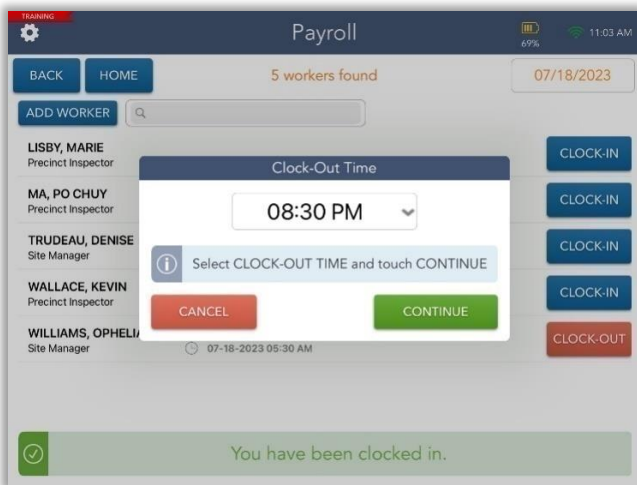 TRAINING
Payroll
69%
11:03 AM
BACK
HOME
5 workers found
07/18/2023
ADD WORKER
LISBY, MARIE
Precinct Inspector
CLOCK-IN
Clock-Out Time
MA, PO CHUY
Precinct Inspector
CLOCK-IN
08:30 PM
TRUDEAU, DENISE
Site Manager
CLOCK-IN
Select CLOCK-OUT TIME and touch CONTINUE
WALLACE, KEVIN
Precinct Inspector
CLOCK-IN
CANCEL
CONTINUE
WILLIAMS, OPHELI
Site Manager
07-18-2023 05:30 AM
CLOCK-OUT
You have been clocked in.